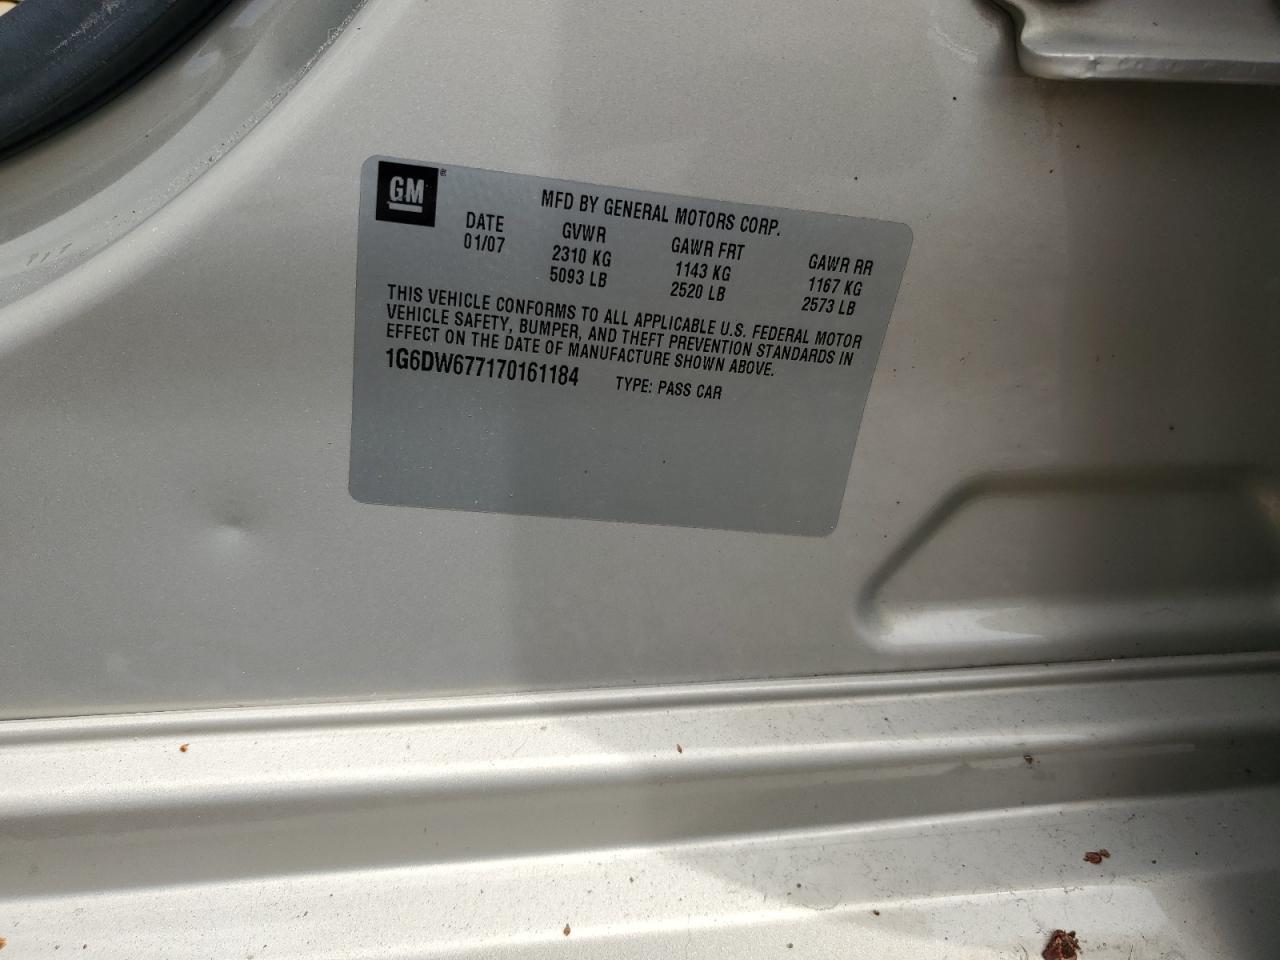 GM®
MFD BY GENERAL MOTORS CORP.
DATE GVWR GAWR FRT GAWR RR
01/07 2310 KG 1143 KG 1167 KG
5093 LB 2520 LB 2573 LB
THIS VEHICLE CONFORMS TO ALL APPLICABLE U.S. FEDERAL MOTOR
VEHICLE SAFETY, BUMPER, AND THEFT PREVENTION STANDARDS IN
EFFECT ON THE DATE OF MANUFACTURE SHOWN ABOVE.
1G6DW677170161184 TYPE: PASS CAR